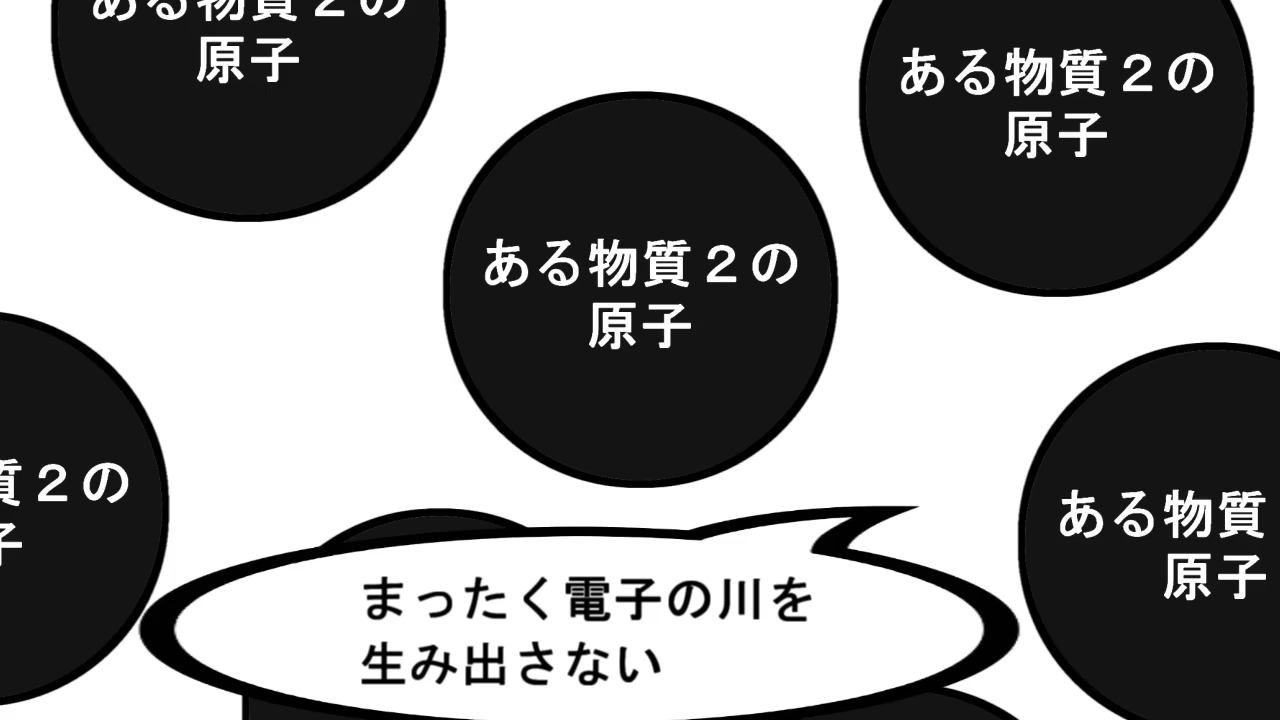 ある物質２の
原子
ある物質２の
原子
ある物質２の
原子
質２の
子
ある物質
原子
まったく電子の川を
生み出さない